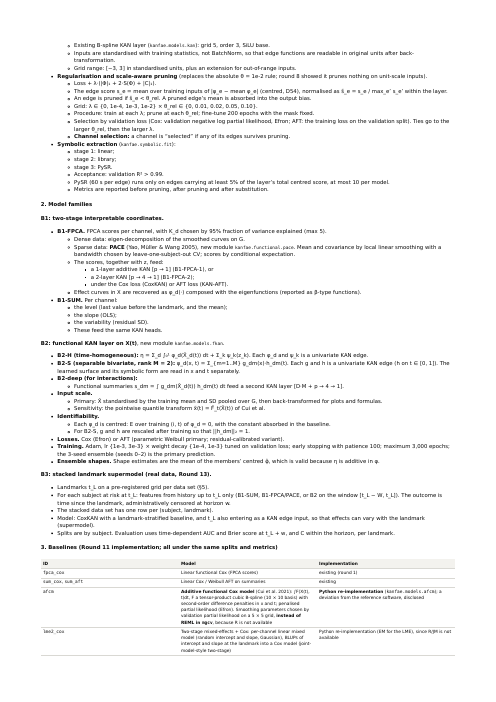 Existing B-spline KAN layer (kanfae.models.kan): grid 5, order 3, SiLU base.
Inputs are standardised with training statistics, not BatchNorm, so that edge functions are readable in original units after back-
transformation.
Grid range: [−3, 3] in standardised units, plus an extension for out-of-range inputs.
Regularisation and scale-aware pruning (replaces the absolute θ = 1e-2 rule; round 8 showed it prunes nothing on unit-scale inputs).
The edge score s_e = mean over training inputs of |φ_e − mean φ_e| (centred, D54), normalised as
within the layer.
An edge is pruned if
A pruned edge's mean is absorbed into the output bias.
Grid: λ ∈ {0, 1e-4, 1e-3, 1e-2} × θ_rel ∈ {0, 0.01, 0.02, 0.05, 0.10}.
Procedure: train at each λ; prune at each θ_rel; fine-tune 200 epochs with the mask fixed.
Selection by validation loss (Cox: validation negative log partial likelihood, Efron; AFT: the training loss on the validation split). Ties go to the
larger θ_rel, then the larger λ.
Channel selection: a channel is "selected" if any of its edges survives pruning.
Symbolic extraction (kanfae.symbolic.fit):
stage 1: linear;
stage 2: library;
stage 3: PySR.
Acceptance: validation R² > 0.99.
PySR (60 s per edge) runs only on edges carrying at least 5% of the layer's total centred score, at most 10 per model.
Metrics are reported before pruning, after pruning and after substitution.
2. Model families
B1: two-stage interpretable coordinates.
B1-FPCA. FPCA scores per channel, with K_d chosen by 95% fraction of variance explained (max 5).
Dense data: eigen-decomposition of the smoothed curves on G.
Sparse data: PACE (Yao, Müller & Wang 2005), new module kanfae.functional.pace. Mean and covariance by local linear smoothing with a
bandwidth chosen by leave-one-subject-out CV; scores by conditional expectation.
The scores, together with z, feed:
a 1-layer additive KAN [p → 1] (B1-FPCA-1), or
a 2-layer KAN [p → 4 → 1] (B1-FPCA-2);
under the Cox (CoxKAN) or AFT loss (KAN-AFT).
Effect curves in X are recovered as φ_d(·) composed with the eigenfunctions (reported as β-type functions).
B1-SUM. Per channel:
the level (last value before the landmark, and the mean);
the slope (OLS);
the variability (residual SD).
These feed the same KAN heads.
B2: functional KAN layer on X(t), new module kanfae.models.fkan.
B2-H (time-homogeneous):
Each φ_d and ψ_k is a univariate KAN edge.
B2-S (separable bivariate, rank M = 2):
Each g and h is a univariate KAN edge (h on t ∈ [0, 1]). The
learned surface and its symbolic form are read in x and t separately.
B2-deep (for interactions):
Functional summaries
feed a second KAN layer [D·M + p → 4 → 1].
Input scale.
Primary: X standardised by the training mean and SD pooled over G, then back-transformed for plots and formulas.
Sensitivity: the pointwise quantile transform
of Cui et al.
Identifiability.
Each φ_d is centred: E over training (i, t) of φ_d = 0, with the constant absorbed in the baseline.
For B2-S, g and h are rescaled after training so that ||h_dm||₂ = 1.
Losses. Cox (Efron) or AFT (parametric Weibull primary; residual-calibrated variant).
Training. Adam, lr {1e-3, 3e-3} × weight decay {1e-4, 1e-3} tuned on validation loss; early stopping with patience 100; maximum 3,000 epochs;
the 3-seed ensemble (seeds 0–2) is the primary prediction.
Ensemble shapes. Shape estimates are the mean of the members' centred φ̂, which is valid because η is additive in φ.
B3: stacked landmark supermodel (real data, Round 13).
Landmarks t_L on a pre-registered grid per data set (§5).
For each subject at risk at t_L: features from history up to t_L only (B1-SUM, B1-FPCA/PACE, or B2 on the window [t_L − W, t_L]). The outcome is
time since the landmark, administratively censored at horizon w.
The stacked data set has one row per (subject, landmark).
Model: CoxKAN with a landmark-stratified baseline, and t_L also entering as a KAN edge input, so that effects can vary with the landmark
(supermodel).
Splits are by subject. Evaluation uses time-dependent AUC and Brier score at t_L + w, and C within the horizon, per landmark.
3. Baselines (Round 11 implementation; all under the same splits and metrics)
ID Model Implementation
fpca_cox Linear functional Cox (FPCA scores) existing (round 1)
sum_cox, sum_aft Linear Cox / Weibull AFT on summaries existing
afcm Additive functional Cox model (Cui et al. 2021):
a tensor-product cubic B-spline (10 × 10 basis) with
second-order difference penalties in s and t; penalised
partial likelihood (Efron). Smoothing parameters chosen
by validation partial likelihood on a 5 × 5 grid, instead of
REML in mgcv, because R is not available
Python re-implementation (kanfae.models.afcm); a
deviation from the reference software, disclosed
lme2_cox Two-stage mixed-effects + Cox: per-channel linear mixed
model (random intercept and slope, Gaussian), BLUPs of
intercept and slope at the landmark into a Cox model (joint-
model-style two-stage)
Python re-implementation (EM for the LME), since R/JM is not
available